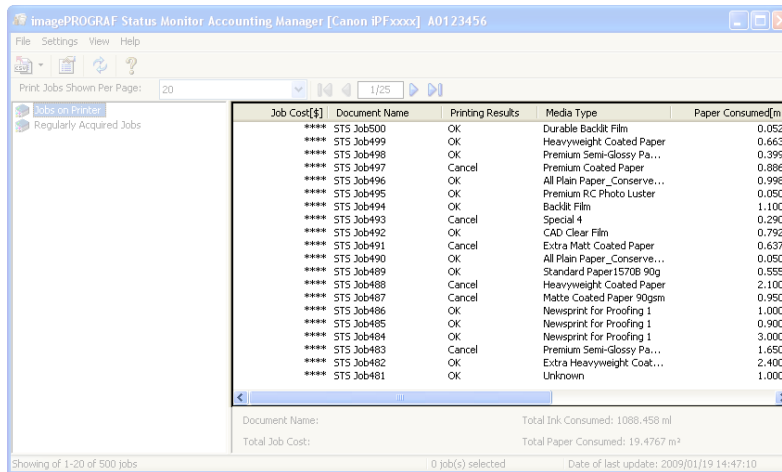 imagePROGRAF Status Monitor Accounting Manager [Canon iPFxxxx] A0123456
File Settings View Help
Print Jobs Shown Per Page: 20 1/25
Jobs on Printer
Regularly Acquired Jobs
Job Cost[$] Document Name Printing Results Media Type Paper Consumed[m
**** STS Job500 OK Durable Backlit Film 0.052
**** STS Job499 OK Heavyweight Coated Paper 0.663
**** STS Job498 OK Premium Semi-Glossy Pa... 0.399
**** STS Job497 Cancel Premium Coated Paper 0.886
**** STS Job496 OK All Plain Paper_Conserve... 0.998
**** STS Job495 OK Premium RC Photo Luster 0.050
**** STS Job494 OK Backlit Film 1.100
**** STS Job493 Cancel Special 4 0.290
**** STS Job492 OK CAD Clear Film 0.792
**** STS Job491 Cancel Extra Matt Coated Paper 0.637
**** STS Job490 OK All Plain Paper_Conserve... 0.050
**** STS Job489 OK Standard Paper1570B 90g 0.555
**** STS Job488 Cancel Heavyweight Coated Paper 2.100
**** STS Job487 Cancel Matte Coated Paper 90gsm 0.950
**** STS Job486 OK Newsprint for Proofing 1 1.000
**** STS Job485 OK Newsprint for Proofing 1 0.900
**** STS Job484 OK Newsprint for Proofing 1 3.000
**** STS Job483 Cancel Premium Semi-Glossy Pa... 1.650
**** STS Job482 OK Extra Heavyweight Coat... 2.400
**** STS Job481 OK Unknown 1.000
Document Name: Total Ink Consumed: 1088.458 ml
Total Job Cost: Total Paper Consumed: 19.4767 m²
Showing of 1-20 of 500 jobs 0 job(s) selected Date of last update: 2009/01/19 14:47:10